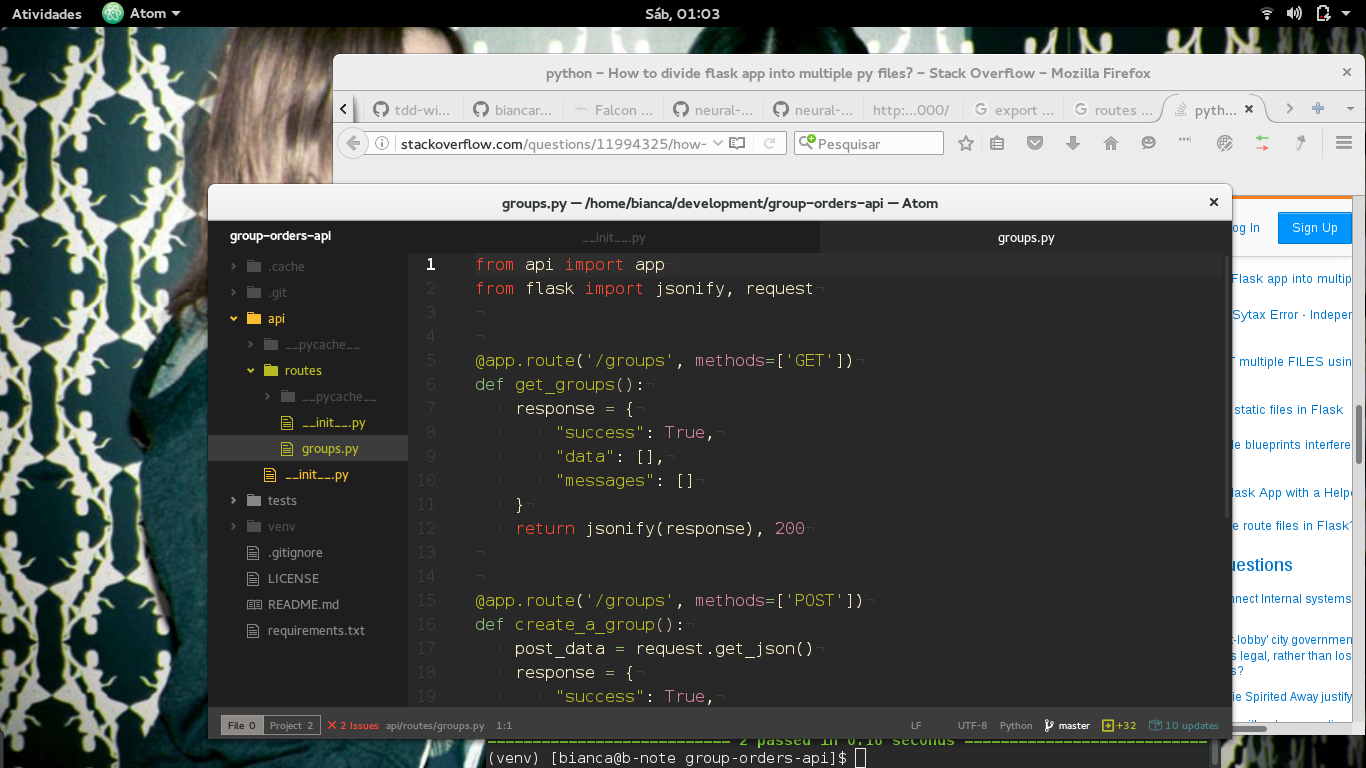 Atividades
Atom
Sáb, 01:03
python – How to divide flask app into multiple py files? – Stack Overflow – Mozilla Firefox
tdd-wi...
biancar...
Falcon ...
neural-...
neural-...
http:...000/
export ...
routes ...
pyth...
stackoverflow.com/questions/11994325/how-
Pesquisar
groups.py — /home/bianca/development/group-orders-api — Atom
og In
Sign Up
group-orders-api
__init__.py
groups.py
.cache
.git
api
__pycache__
routes
__pycache__
__init__.py
groups.py
__init__.py
tests
venv
.gitignore
LICENSE
README.md
requirements.txt
1 from api import app¬
2 from flask import jsonify, request¬
3 ¬
4 ¬
5 @app.route('/groups', methods=['GET'])¬
6 def get_groups():¬
7 ····response = {¬
8 ········"success": True,¬
9 ········"data": [],¬
10 ········"messages": []¬
11 ····}¬
12 ····return jsonify(response), 200¬
13 ¬
14 ¬
15 @app.route('/groups', methods=['POST'])¬
16 def create_a_group():¬
17 ····post_data = request.get_json()¬
18 ····response = {¬
19 ········"success": True,¬
Flask app into multip
Sytax Error - Indepen
multiple FILES usin
static files in Flask
le blueprints interfere
lask App with a Helpe
e route files in Flask?
uestions
nnect Internal systems
t-lobby' city governmen
s legal, rather than los
s?
ie Spirited Away justify
File 0
Project 2
2 Issues
api/routes/groups.py
1:1
LF
UTF-8
Python
master
+32
10 updates
2 passed in 0.10 seconds
(venv) [bianca@b-note group-orders-api]$